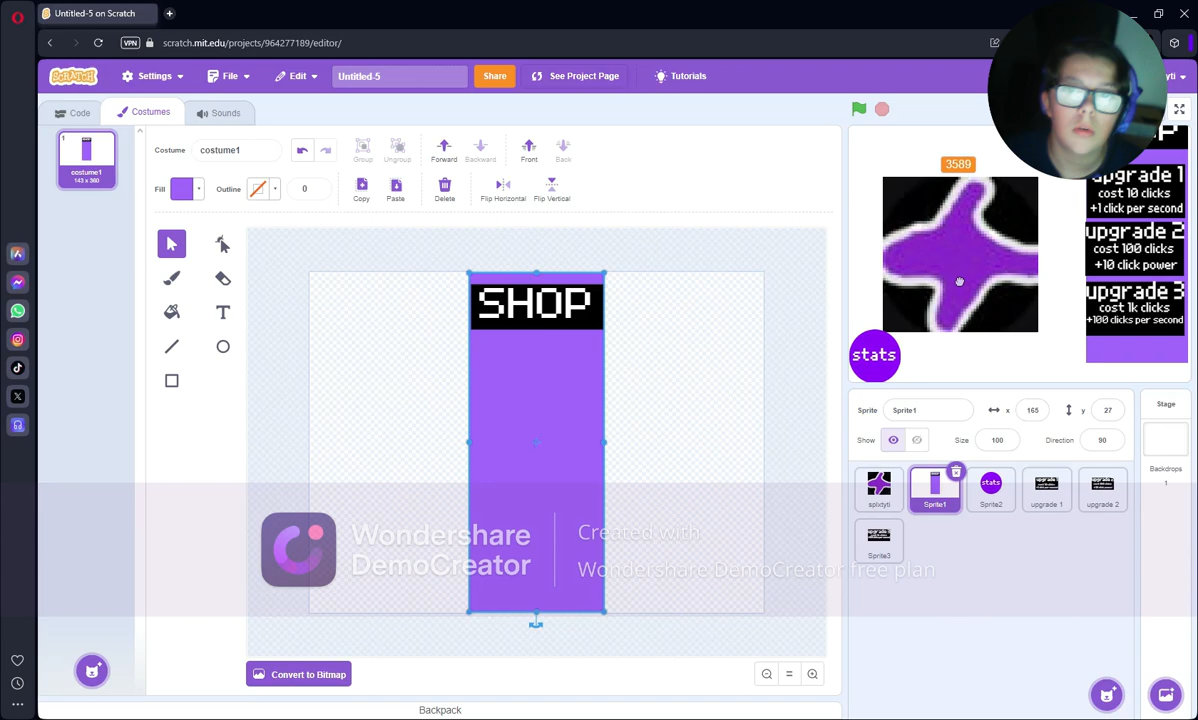 Untitled-5 on Scratch
VPN
scratch.mit.edu/projects/964277189/editor/
SCRATCH
Settings
File
Edit
Untitled-5
Share
See Project Page
Tutorials
Code
Costumes
Sounds
1
costume1
143 x 360
Costume
costume1
Group
Ungroup
Forward
Backward
Front
Back
Fill
Outline
0
Copy
Paste
Delete
Flip Horizontal
Flip Vertical
SHOP
Convert to Bitmap
Backpack
3589
upgrade 1
cost 10 clicks
+1 click per second
upgrade 2
cost 100 clicks
+10 click power
upgrade 3
cost 1k clicks
+100 clicks per second
stats
Sprite
Sprite1
x
165
y
27
Show
Size
100
Direction
90
splxtyti
Sprite1
stats
Sprite2
upgrade 1
upgrade 2
Sprite3
Stage
Backdrops
1
Wondershare
DemoCreator
Created with
Wondershare DemoCreator free plan